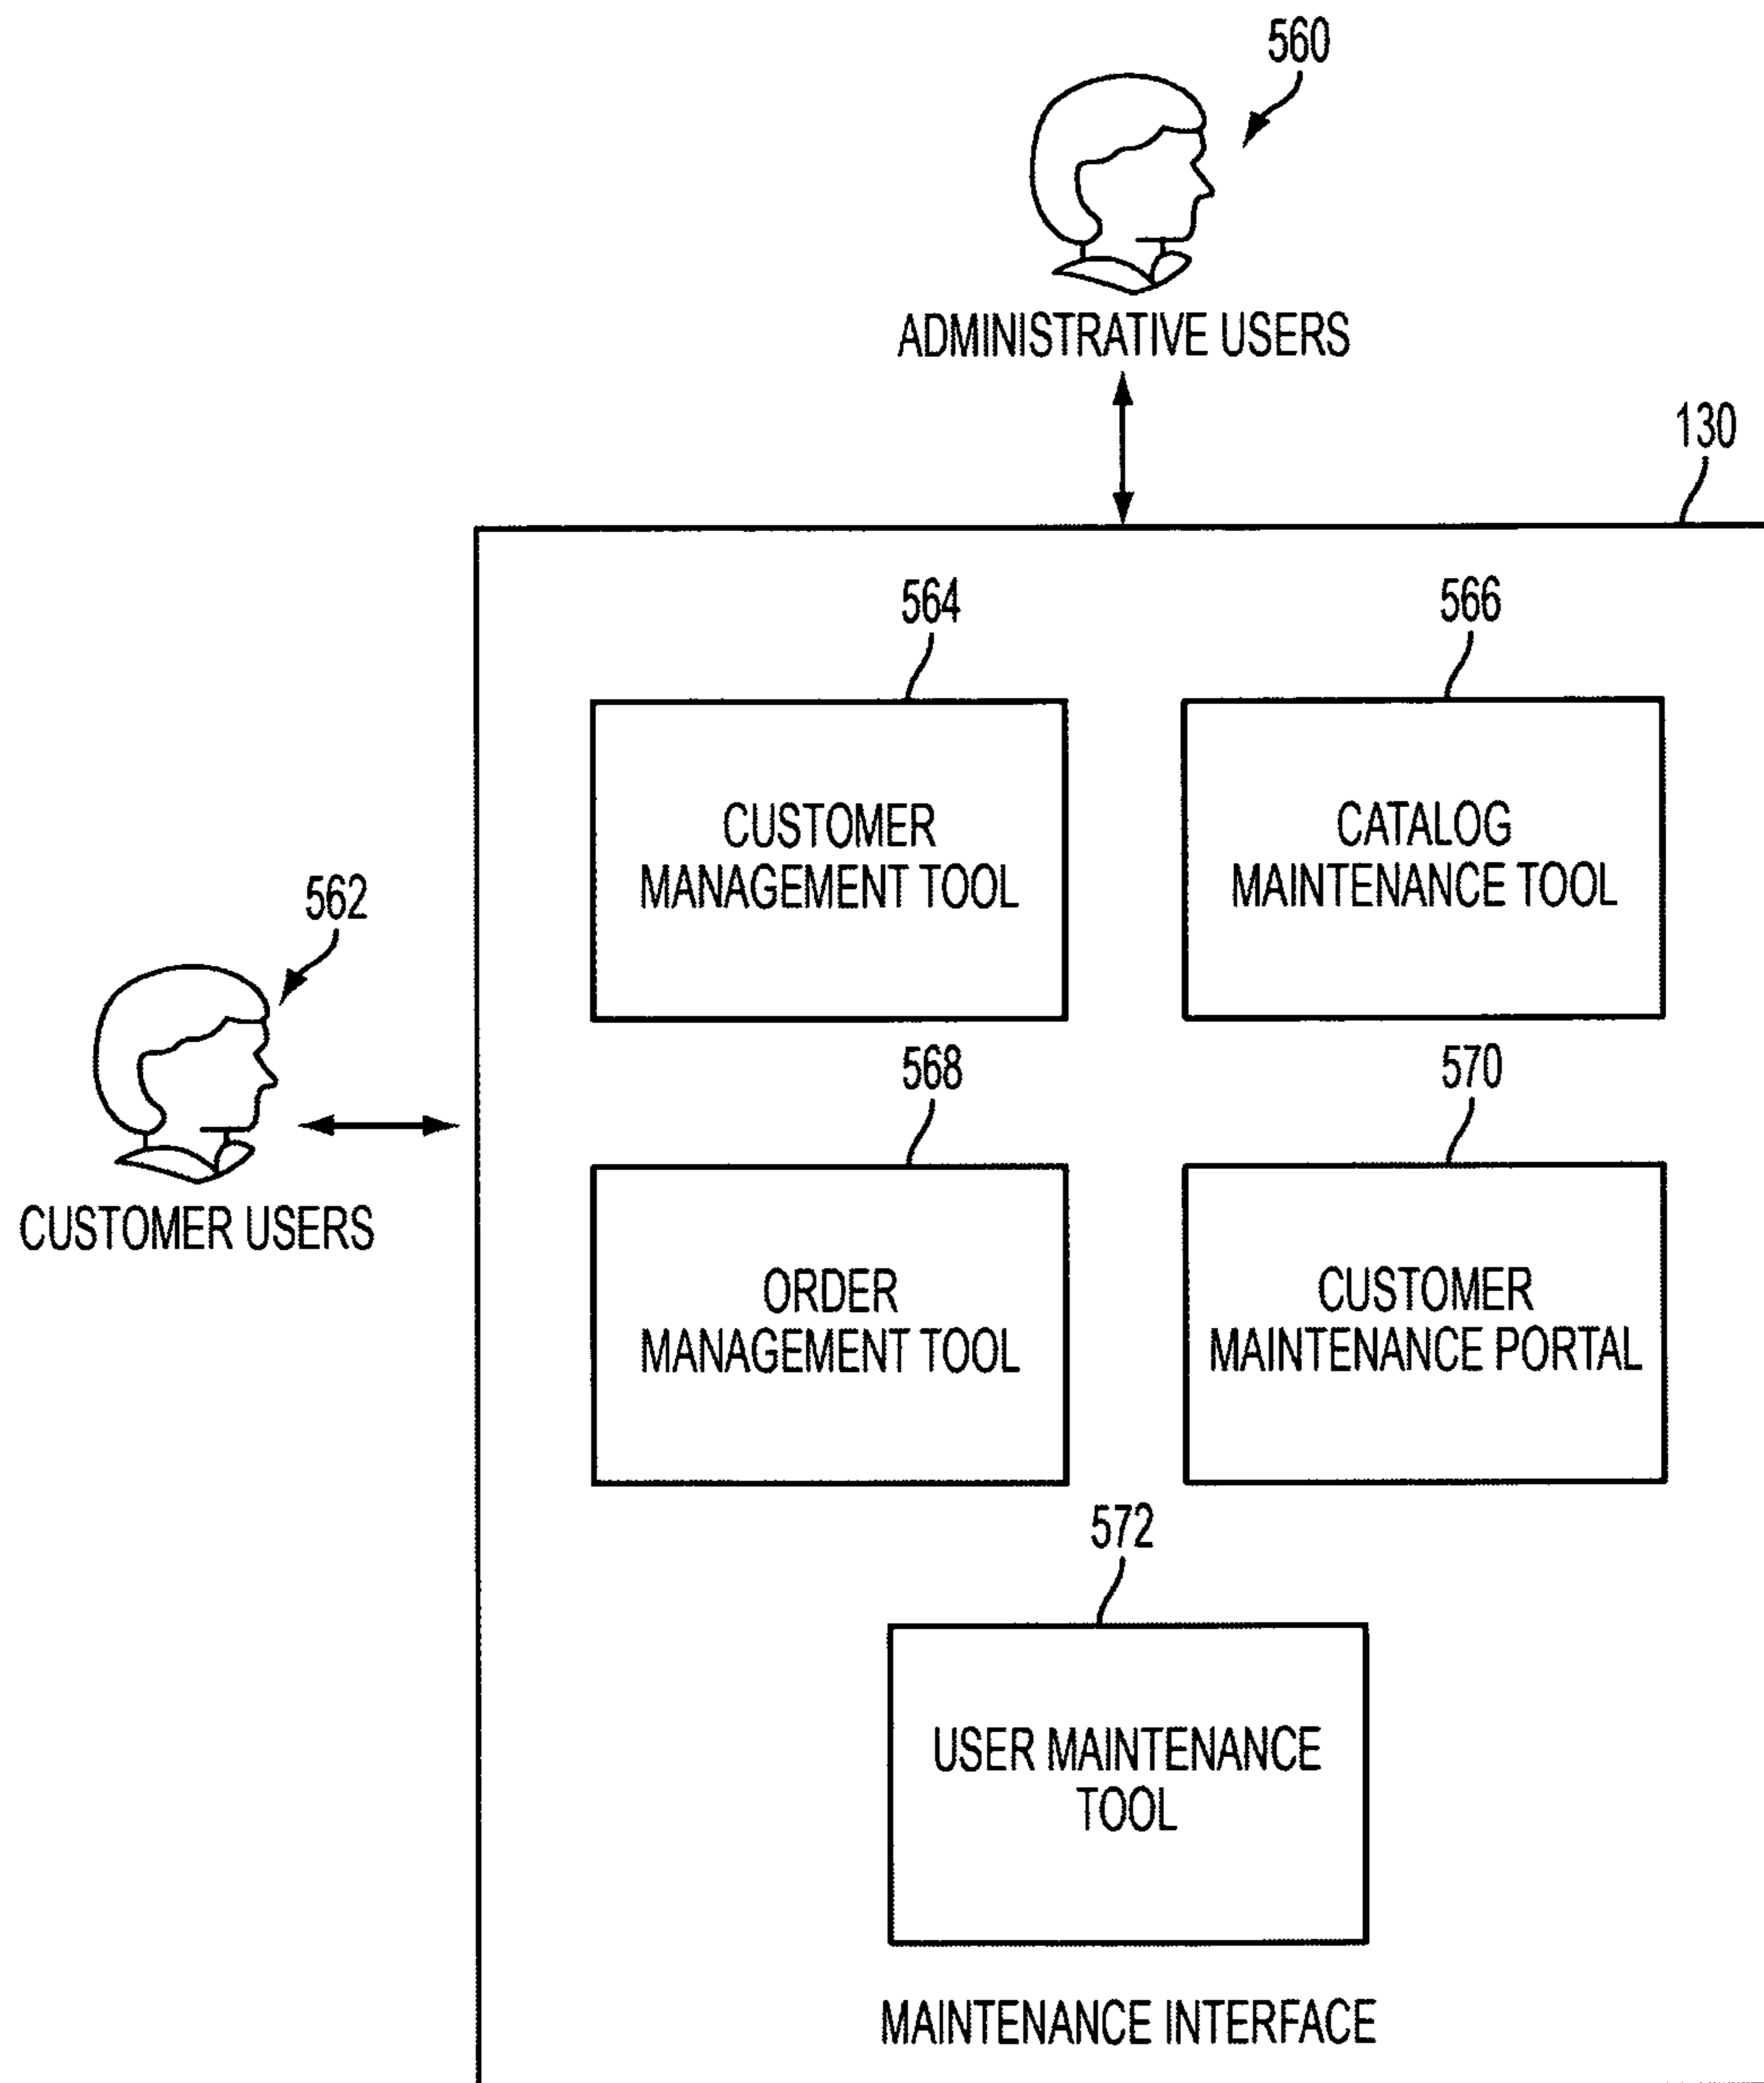 560
ADMINISTRATIVE USERS
130
564
566
CUSTOMER
MANAGEMENT TOOL
CATALOG
MAINTENANCE TOOL
562
CUSTOMER USERS
568
570
ORDER
MANAGEMENT TOOL
CUSTOMER
MAINTENANCE PORTAL
572
USER MAINTENANCE
TOOL
MAINTENANCE INTERFACE